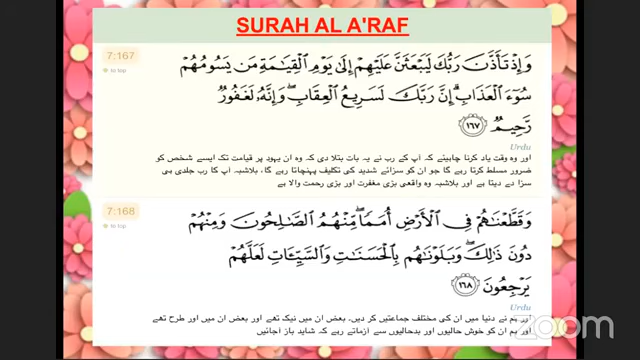 SURAH AL A'RAF
7:167
to top
وَإِذْ تَأَذَّنَ رَبُّكَ لَيَبْعَثَنَّ عَلَيْهِمْ إِلَىٰ يَوْمِ الْقِيَامَةِ مَن يَسُومُهُمْ
سُوءَ الْعَذَابِ ۗ إِنَّ رَبَّكَ لَسَرِيعُ الْعِقَابِ ۖ وَإِنَّهُ لَغَفُورٌ
رَّحِيمٌ ١٦٧
Urdu
اور وہ وقت یاد کرنا چاہیئے کہ آپ کے رب نے یہ بات بتلا دی کہ وه ان یہود پر قیامت تک ایسے شخص کو
ضرور مسلط کرتا رہے گا جو ان کو سزائے شدید کی تکلیف پہنچاتا رہے گا، بلاشبہ آپ کا رب جلدی ہی
سزا دے دیتا ہے اور بلاشبہ وه واقعی بڑی مغفرت اور بڑی رحمت والا ہے
7:168
to top
وَقَطَّعْنَاهُمْ فِي الْأَرْضِ أُمَمًا ۖ مِّنْهُمُ الصَّالِحُونَ وَمِنْهُمْ
دُونَ ذَٰلِكَ ۖ وَبَلَوْنَاهُم بِالْحَسَنَاتِ وَالسَّيِّئَاتِ لَعَلَّهُمْ
يَرْجِعُونَ ١٦٨
Urdu
اور ہم نے دنیا میں ان کی مختلف جماعتیں کر دیں۔ بعض ان میں نیک تھے اور بعض ان میں اور طرح تھے
اور ہم ان کو خوش حالیوں اور بدحالیوں سے آزماتے رہے کہ شاید باز آجائیں
zoom